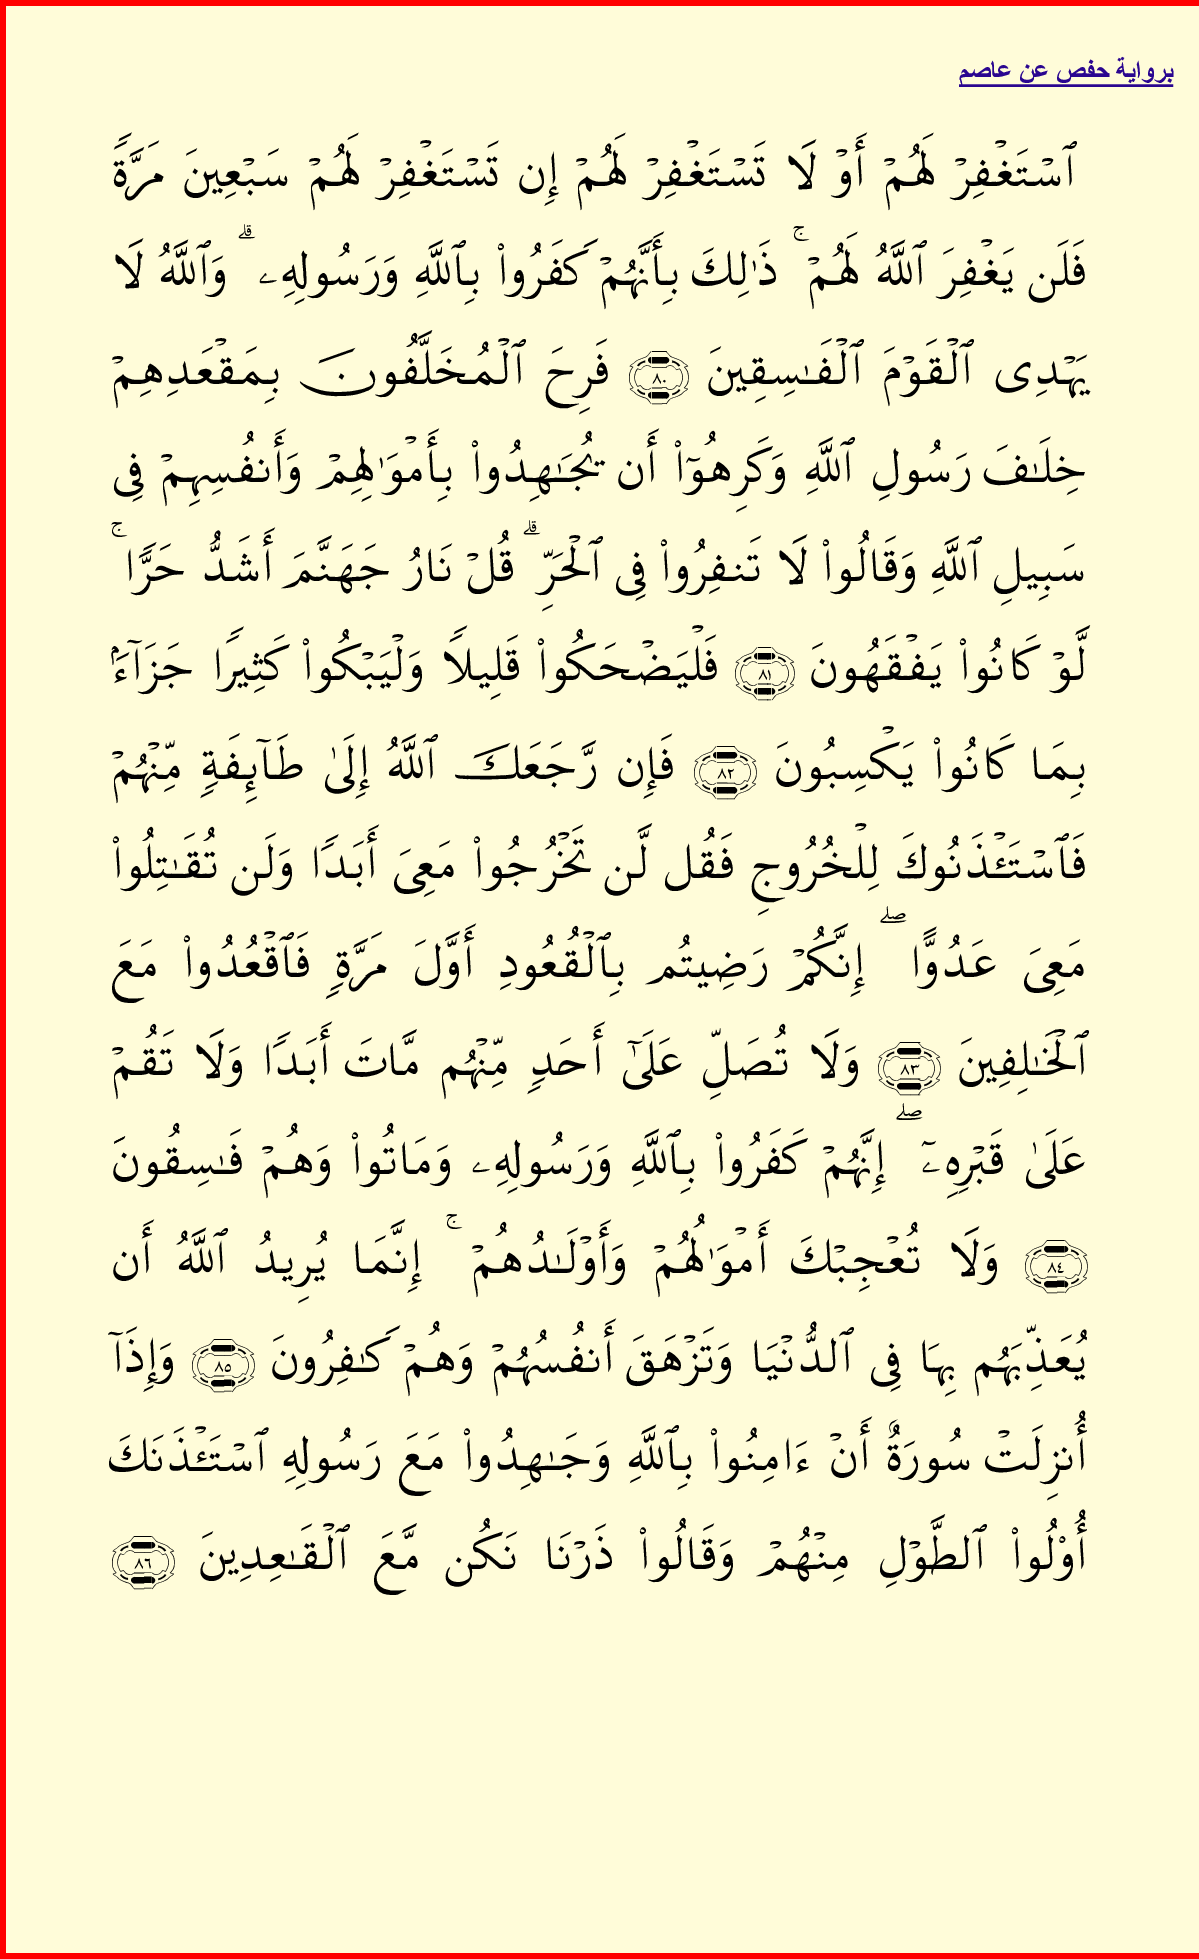 برواية حفص عن عاصم
ٱسْتَغْفِرْ لَهُمْ أَوْ لَا تَسْتَغْفِرْ لَهُمْ إِن تَسْتَغْفِرْ لَهُمْ سَبْعِينَ مَرَّةً
فَلَن يَغْفِرَ ٱللَّهُ لَهُمْ ۚ ذَٰلِكَ بِأَنَّهُمْ كَفَرُوا۟ بِٱللَّهِ وَرَسُولِهِۦ ۗ وَٱللَّهُ لَا
يَهْدِى ٱلْقَوْمَ ٱلْفَـٰسِقِينَ ٨٠ فَرِحَ ٱلْمُخَلَّفُونَ بِمَقْعَدِهِمْ
خِلَـٰفَ رَسُولِ ٱللَّهِ وَكَرِهُوٓا۟ أَن يُجَـٰهِدُوا۟ بِأَمْوَٰلِهِمْ وَأَنفُسِهِمْ فِى
سَبِيلِ ٱللَّهِ وَقَالُوا۟ لَا تَنفِرُوا۟ فِى ٱلْحَرِّ ۗ قُلْ نَارُ جَهَنَّمَ أَشَدُّ حَرًّا ۚ
لَّوْ كَانُوا۟ يَفْقَهُونَ ٨١ فَلْيَضْحَكُوا۟ قَلِيلًا وَلْيَبْكُوا۟ كَثِيرًا جَزَآءًۢ
بِمَا كَانُوا۟ يَكْسِبُونَ ٨٢ فَإِن رَّجَعَكَ ٱللَّهُ إِلَىٰ طَآئِفَةٍ مِّنْهُمْ
فَٱسْتَـْٔذَنُوكَ لِلْخُرُوجِ فَقُل لَّن تَخْرُجُوا۟ مَعِىَ أَبَدًا وَلَن تُقَـٰتِلُوا۟
مَعِىَ عَدُوًّا ۖ إِنَّكُمْ رَضِيتُم بِٱلْقُعُودِ أَوَّلَ مَرَّةٍ فَٱقْعُدُوا۟ مَعَ
ٱلْخَـٰلِفِينَ ٨٣ وَلَا تُصَلِّ عَلَىٰٓ أَحَدٍ مِّنْهُم مَّاتَ أَبَدًا وَلَا تَقُمْ
عَلَىٰ قَبْرِهِۦٓ ۖ إِنَّهُمْ كَفَرُوا۟ بِٱللَّهِ وَرَسُولِهِۦ وَمَاتُوا۟ وَهُمْ فَـٰسِقُونَ
٨٤ وَلَا تُعْجِبْكَ أَمْوَٰلُهُمْ وَأَوْلَـٰدُهُمْ ۚ إِنَّمَا يُرِيدُ ٱللَّهُ أَن
يُعَذِّبَهُم بِهَا فِى ٱلدُّنْيَا وَتَزْهَقَ أَنفُسُهُمْ وَهُمْ كَـٰفِرُونَ ٨٥ وَإِذَآ
أُنزِلَتْ سُورَةٌ أَنْ ءَامِنُوا۟ بِٱللَّهِ وَجَـٰهِدُوا۟ مَعَ رَسُولِهِ ٱسْتَـْٔذَنَكَ
أُو۟لُوا۟ ٱلطَّوْلِ مِنْهُمْ وَقَالُوا۟ ذَرْنَا نَكُن مَّعَ ٱلْقَـٰعِدِينَ ٨٦